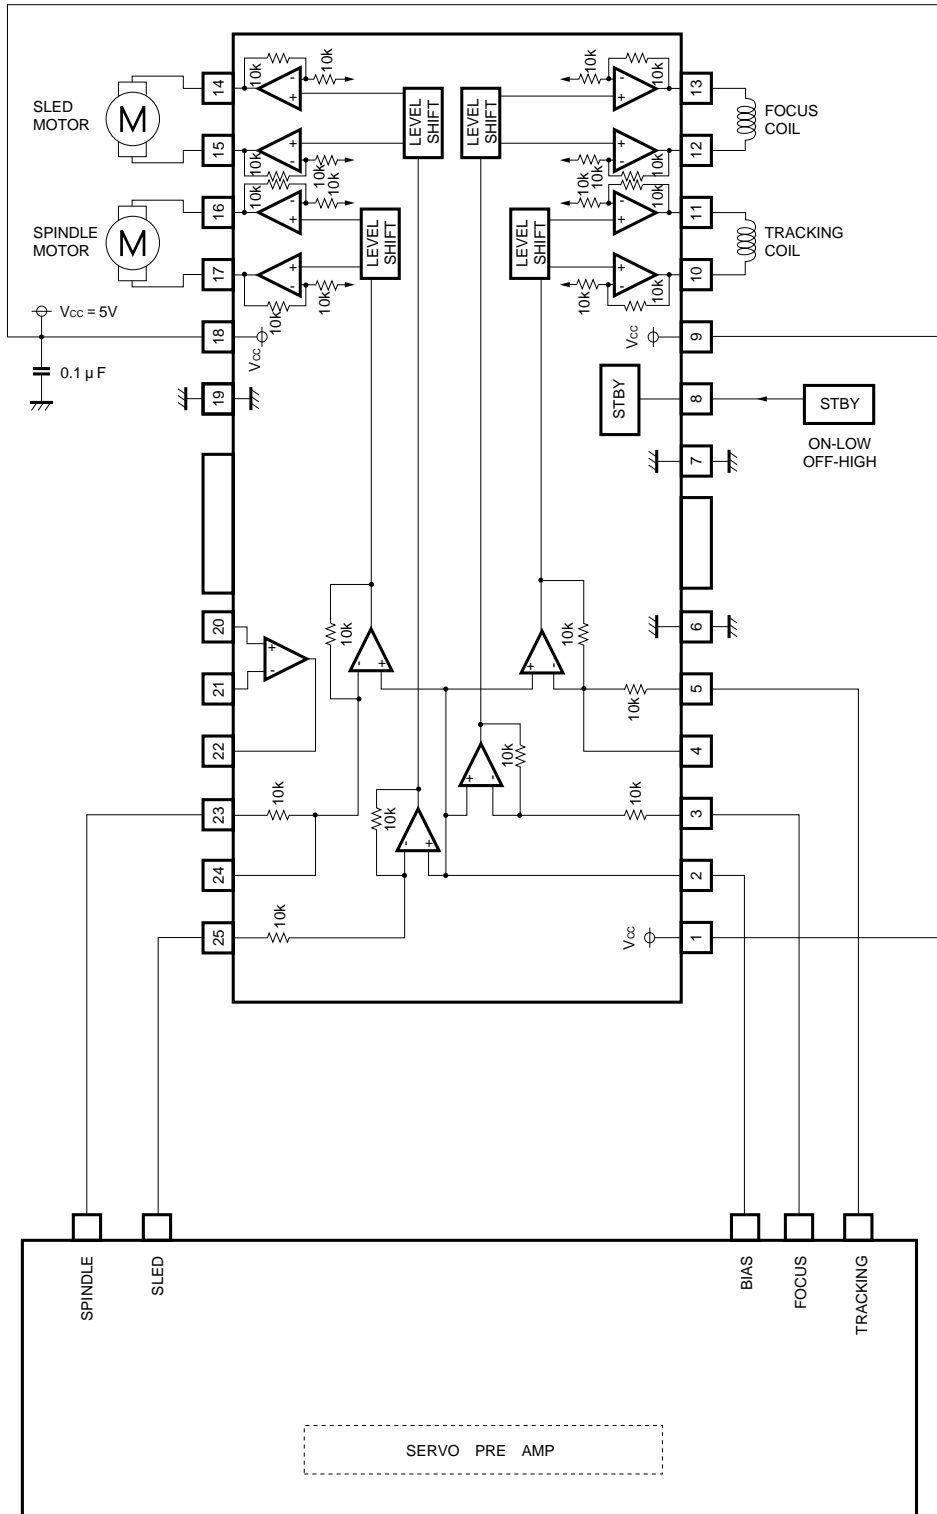 14
10k
10k
-
+
LEVEL SHIFT
LEVEL SHIFT
10k
10k
-
+
13
SLED
MOTOR
M
FOCUS
COIL
15
+
-
10k
10k
+
-
10k
10k
12
16
10k
10k
-
+
LEVEL SHIFT
LEVEL SHIFT
10k
10k
-
+
11
SPINDLE
MOTOR
M
TRACKING
COIL
17
+
-
10k
10k
+
-
10k
10k
10
Vcc = 5V
18
Vcc
Vcc
9
0.1 µF
19
STBY
8
STBY
ON-LOW
OFF-HIGH
7
20
+
-
21
22
10k
-
+
10k
+
-
6
10k
5
4
23
10k
10k
-
+
10k
+
-
10k
3
24
2
25
10k
Vcc
1
SPINDLE
SLED
BIAS
FOCUS
TRACKING
SERVO PRE AMP